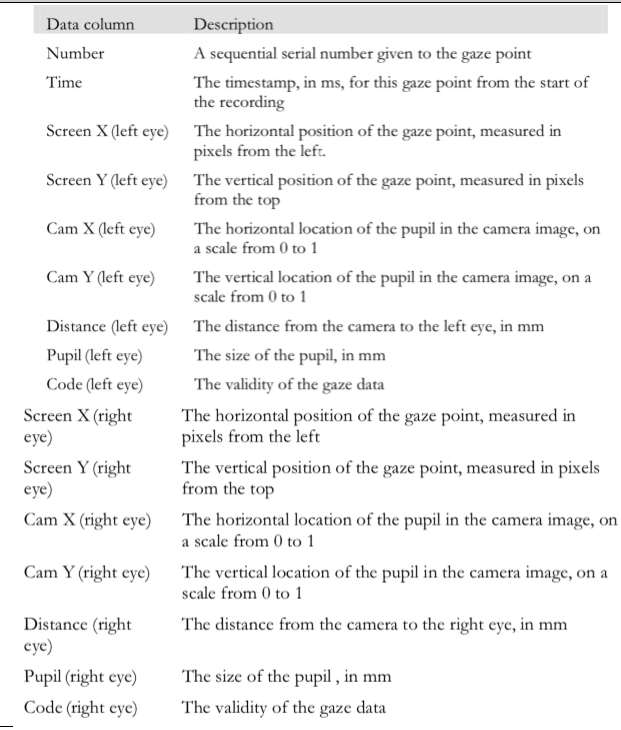 Data column Description
Number A sequential serial number given to the gaze point
Time The timestamp, in ms, for this gaze point from the start of
the recording
Screen X (left eye) The horizontal position of the gaze point, measured in
pixels from the left.
Screen Y (left eye) The vertical position of the gaze point, measured in pixels
from the top
Cam X (left eye) The horizontal location of the pupil in the camera image, on
a scale from 0 to 1
Cam Y (left eye) The vertical location of the pupil in the camera image, on a
scale from 0 to 1
Distance (left eye) The distance from the camera to the left eye, in mm
Pupil (left eye) The size of the pupil, in mm
Code (left eye) The validity of the gaze data
Screen X (right The horizontal position of the gaze point, measured in
eye) pixels from the left
Screen Y (right The vertical position of the gaze point, measured in pixels
eye) from the top
Cam X (right eye) The horizontal location of the pupil in the camera image, on
a scale from 0 to 1
Cam Y (right eye) The vertical location of the pupil in the camera image, on a
scale from 0 to 1
Distance (right The distance from the camera to the right eye, in mm
eye)
Pupil (right eye) The size of the pupil , in mm
Code (right eye) The validity of the gaze data